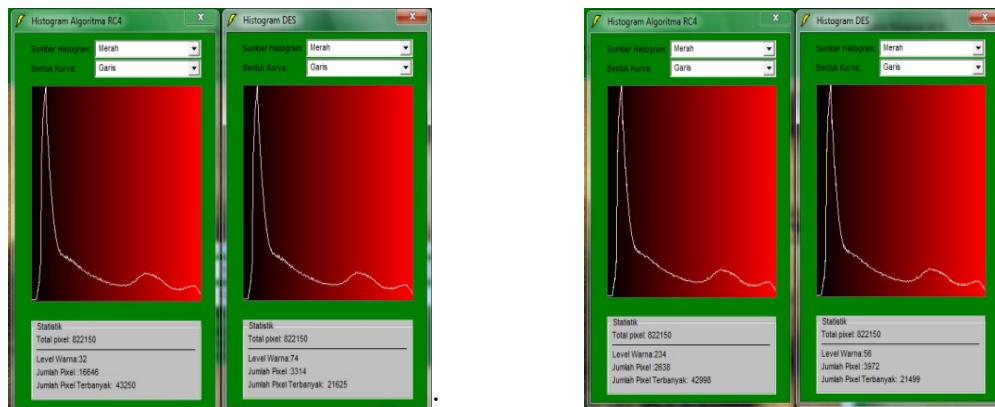 Histogram Algoritma RC4
X
Sumber Histogram: Merah
Bentuk Kurva: Garis
Statistik
Total pixel: 822150
Level Warna:32
Jumlah Pixel :16646
Jumlah Pixel Terbanyak: 43250
Histogram DES
X
Sumber Histogram: Merah
Bentuk Kurva: Garis
Statistik
Total pixel: 822150
Level Warna:74
Jumlah Pixel :3314
Jumlah Pixel Terbanyak: 21625
.
Histogram Algoritma RC4
X
Sumber Histogram: Merah
Bentuk Kurva: Garis
Statistik
Total pixel: 822150
Level Warna:234
Jumlah Pixel :2638
Jumlah Pixel Terbanyak: 42998
Histogram DES
X
Sumber Histogram: Merah
Bentuk Kurva: Garis
Statistik
Total pixel: 822150
Level Warna:56
Jumlah Pixel :3972
Jumlah Pixel Terbanyak: 21499